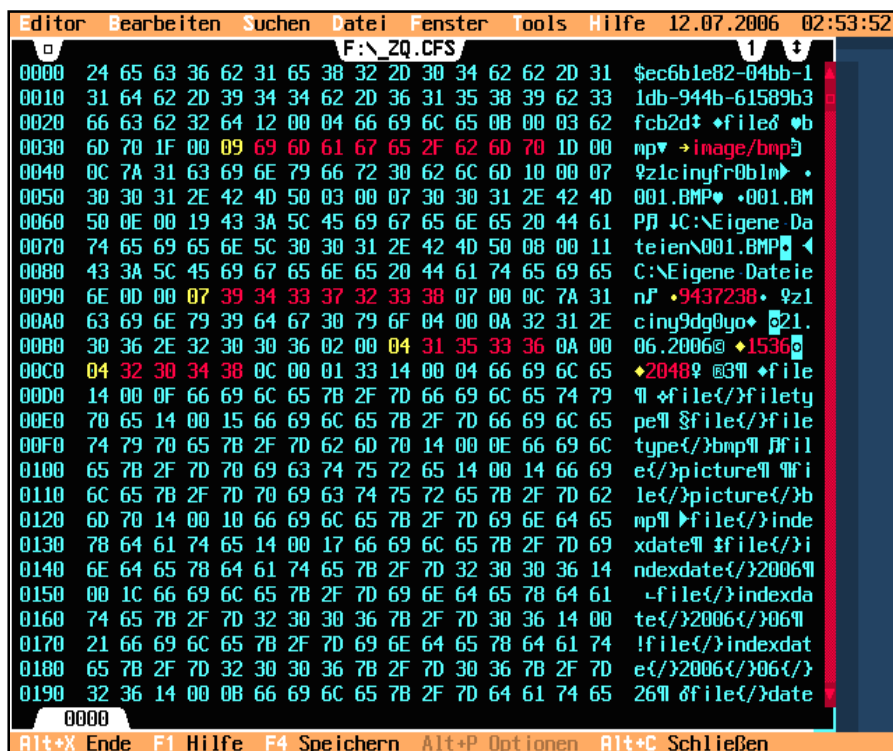 Editor Bearbeiten Suchen Datei Fenster Tools Hilfe 12.07.2006 02:53:52
F:\_ZQ.CFS 1
0000 24 65 63 36 62 31 65 38 32 2D 30 34 62 62 2D 31 $ec6b1e82-04bb-1
0010 31 64 62 2D 39 34 34 62 2D 36 31 35 38 39 62 33 1db-944b-61589b3
0020 66 63 62 32 64 12 00 04 66 69 6C 65 0B 00 03 62 fcb2d↕ ♦file♂ ♥b
0030 6D 70 1F 00 09 69 6D 61 67 65 2F 62 6D 70 1D 00 mp▼ →image/bmp
0040 0C 7A 31 63 69 6E 79 66 72 30 62 6C 6D 10 00 07 ♀z1cinyfr0blm► •
0050 30 30 31 2E 42 4D 50 03 00 07 30 30 31 2E 42 4D 001.BMP♥ •001.BM
0060 50 0E 00 19 43 3A 5C 45 69 67 65 6E 65 20 44 61 P♫ ↓C:\Eigene Da
0070 74 65 69 65 6E 5C 30 30 31 2E 42 4D 50 08 00 11 teien\001.BMP◘ ◄
0080 43 3A 5C 45 69 67 65 6E 65 20 44 61 74 65 69 65 C:\Eigene Dateie
0090 6E 0D 00 07 39 34 33 37 32 33 38 07 00 0C 7A 31 n♪ •9437238• ♀z1
00A0 63 69 6E 79 39 64 67 30 79 6F 04 00 0A 32 31 2E ciny9dg0yo♦ ◙21.
00B0 30 36 2E 32 30 30 36 02 00 04 31 35 33 36 0A 00 06.2006☻ ♦1536◙
00C0 04 32 30 34 38 0C 00 01 33 14 00 04 66 69 6C 65 ♦2048♀ ☺3¶ ♦file
00D0 14 00 0F 66 69 6C 65 7B 2F 7D 66 69 6C 65 74 79 ¶ ☼file{/}filety
00E0 70 65 14 00 15 66 69 6C 65 7B 2F 7D 66 69 6C 65 pe¶ §file{/}file
00F0 74 79 70 65 7B 2F 7D 62 6D 70 14 00 0E 66 69 6C type{/}bmp¶ ♫fil
0100 65 7B 2F 7D 70 69 63 74 75 72 65 14 00 14 66 69 e{/}picture¶ ¶fi
0110 6C 65 7B 2F 7D 70 69 63 74 75 72 65 7B 2F 7D 62 le{/}picture{/}b
0120 6D 70 14 00 10 66 69 6C 65 7B 2F 7D 69 6E 64 65 mp¶ ►file{/}inde
0130 78 64 61 74 65 14 00 17 66 69 6C 65 7B 2F 7D 69 xdate¶ ↨file{/}i
0140 6E 64 65 78 64 61 74 65 7B 2F 7D 32 30 30 36 14 ndexdate{/}2006¶
0150 00 1C 66 69 6C 65 7B 2F 7D 69 6E 64 65 78 64 61 ∟file{/}indexda
0160 74 65 7B 2F 7D 32 30 30 36 7B 2F 7D 30 36 14 00 te{/}2006{/}06¶
0170 21 66 69 6C 65 7B 2F 7D 69 6E 64 65 78 64 61 74 !file{/}indexdat
0180 65 7B 2F 7D 32 30 30 36 7B 2F 7D 30 36 7B 2F 7D e{/}2006{/}06{/}
0190 32 36 14 00 0B 66 69 6C 65 7B 2F 7D 64 61 74 65 26¶ ♂file{/}date
0000
Alt+X Ende F1 Hilfe F4 Speichern Alt+P Optionen Alt+C Schließen